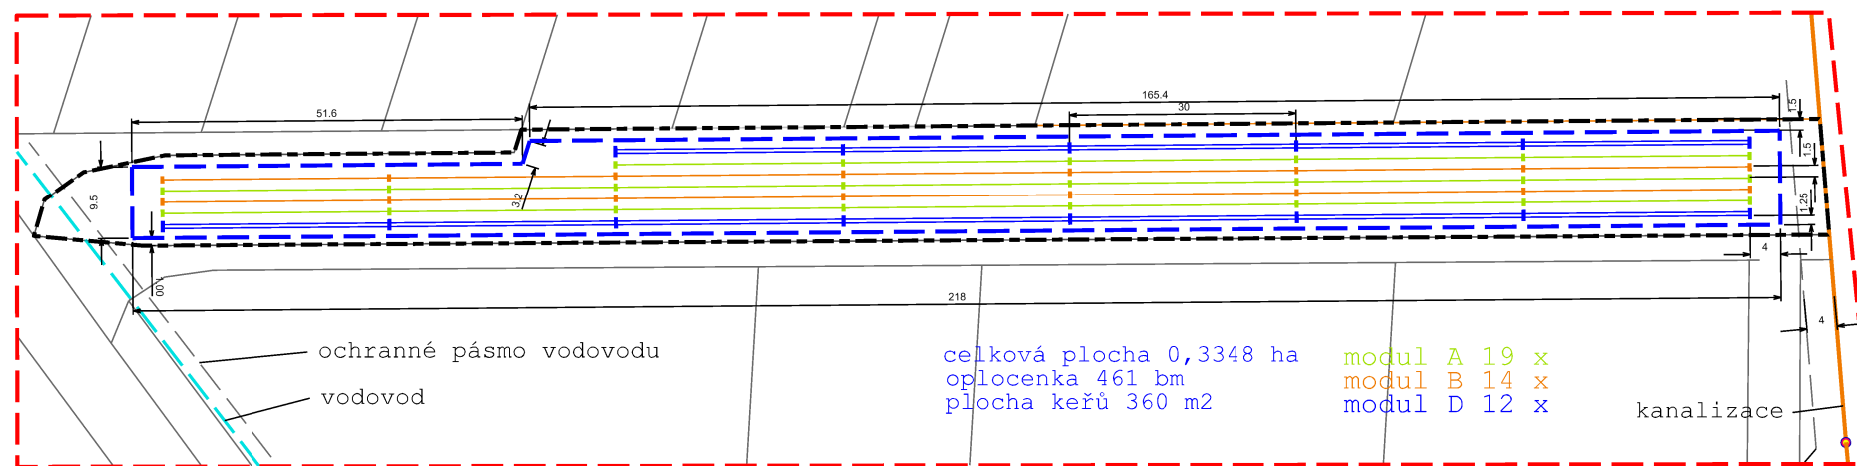 165.4
30
51.6
1.5
1.5
9.5
3.2
1.25
4
1.00
218
4
ochranné pásmo vodovodu
vodovod
celková plocha 0,3348 ha
oplocenka 461 bm
plocha keřů 360 m2
modul A 19 x
modul B 14 x
modul D 12 x
kanalizace